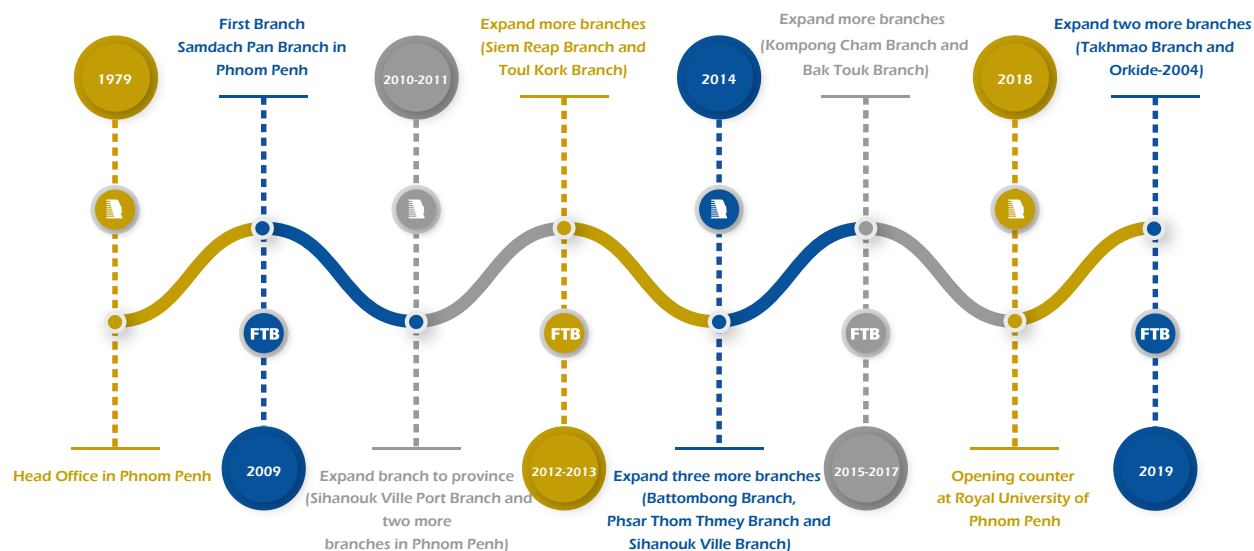 1979
Head Office in Phnom Penh
First Branch
Samdach Pan Branch in
Phnom Penh
FTB
2009
2010-2011
Expand branch to province
(Sihanouk Ville Port Branch and
two more
branches in Phnom Penh)
Expand more branches
(Siem Reap Branch and
Toul Kork Branch)
FTB
2012-2013
2014
Expand three more branches
(Battombong Branch,
Phsar Thom Thmey Branch and
Sihanouk Ville Branch)
Expand more branches
(Kompong Cham Branch and
Bak Touk Branch)
FTB
2015-2017
2018
Opening counter
at Royal University of
Phnom Penh
Expand two more branches
(Takhmao Branch and
Orkide-2004)
FTB
2019